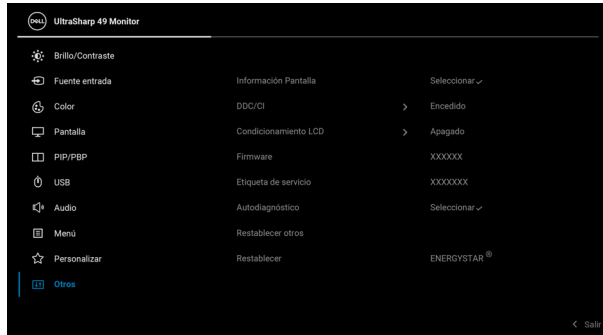 DELL UltraSharp 49 Monitor
Brillo/Contraste
Fuente entrada Información Pantalla Seleccionar
Color DDC/CI Encedido
Pantalla Condicionamiento LCD Apagado
PIP/PBP Firmware XXXXXX
USB Etiqueta de servicio XXXXXXX
Audio Autodiagnóstico Seleccionar
Menú Restablecer otros
Personalizar Restablecer ENERGYSTAR ®
Otros
Salir